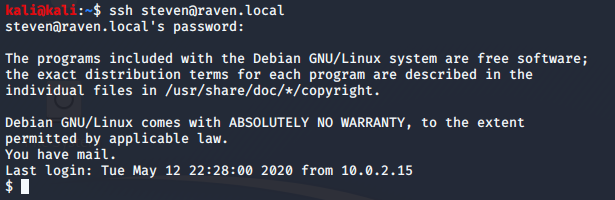 kali@kali:~$ ssh steven@raven.local
steven@raven.local's password:
The programs included with the Debian GNU/Linux system are free software;
the exact distribution terms for each program are described in the
individual files in /usr/share/doc/*/copyright.
Debian GNU/Linux comes with ABSOLUTELY NO WARRANTY, to the extent
permitted by applicable law.
You have mail.
Last login: Tue May 12 22:28:00 2020 from 10.0.2.15
$